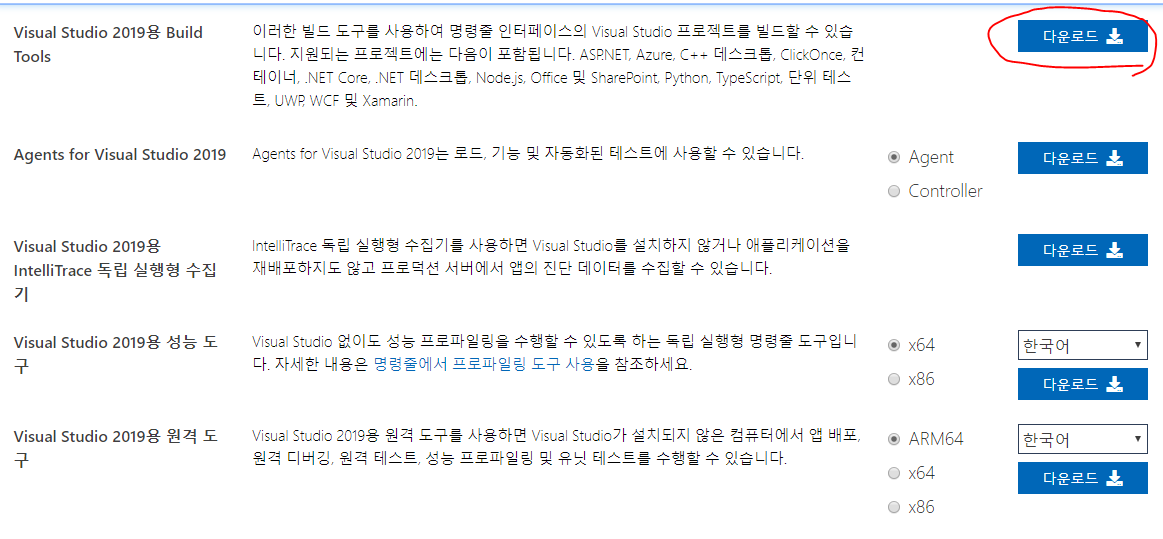 Visual Studio 2019용 Build
Tools
이러한 빌드 도구를 사용하여 명령줄 인터페이스의 Visual Studio 프로젝트를 빌드할 수 있습
니다. 지원되는 프로젝트에는 다음이 포함됩니다. ASP.NET, Azure, C++ 데스크톱, ClickOnce, 컨
테이너, .NET Core, .NET 데스크톱, Node.js, Office 및 SharePoint, Python, TypeScript, 단위 테스
트, UWP, WCF 및 Xamarin.
다운로드
Agents for Visual Studio 2019
Agents for Visual Studio 2019는 로드, 기능 및 자동화된 테스트에 사용할 수 있습니다.
Agent
Controller
다운로드
Visual Studio 2019용
IntelliTrace 독립 실행형 수집
기
IntelliTrace 독립 실행형 수집기를 사용하면 Visual Studio를 설치하지 않거나 애플리케이션을
재배포하지도 않고 프로덕션 서버에서 앱의 진단 데이터를 수집할 수 있습니다.
다운로드
Visual Studio 2019용 성능 도
구
Visual Studio 없이도 성능 프로파일링을 수행할 수 있도록 하는 독립 실행형 명령줄 도구입니
다. 자세한 내용은 명령줄에서 프로파일링 도구 사용을 참조하세요.
x64
x86
한국어
다운로드
Visual Studio 2019용 원격 도
구
Visual Studio 2019용 원격 도구를 사용하면 Visual Studio가 설치되지 않은 컴퓨터에서 앱 배포,
원격 디버깅, 원격 테스트, 성능 프로파일링 및 유닛 테스트를 수행할 수 있습니다.
ARM64
x64
x86
한국어
다운로드